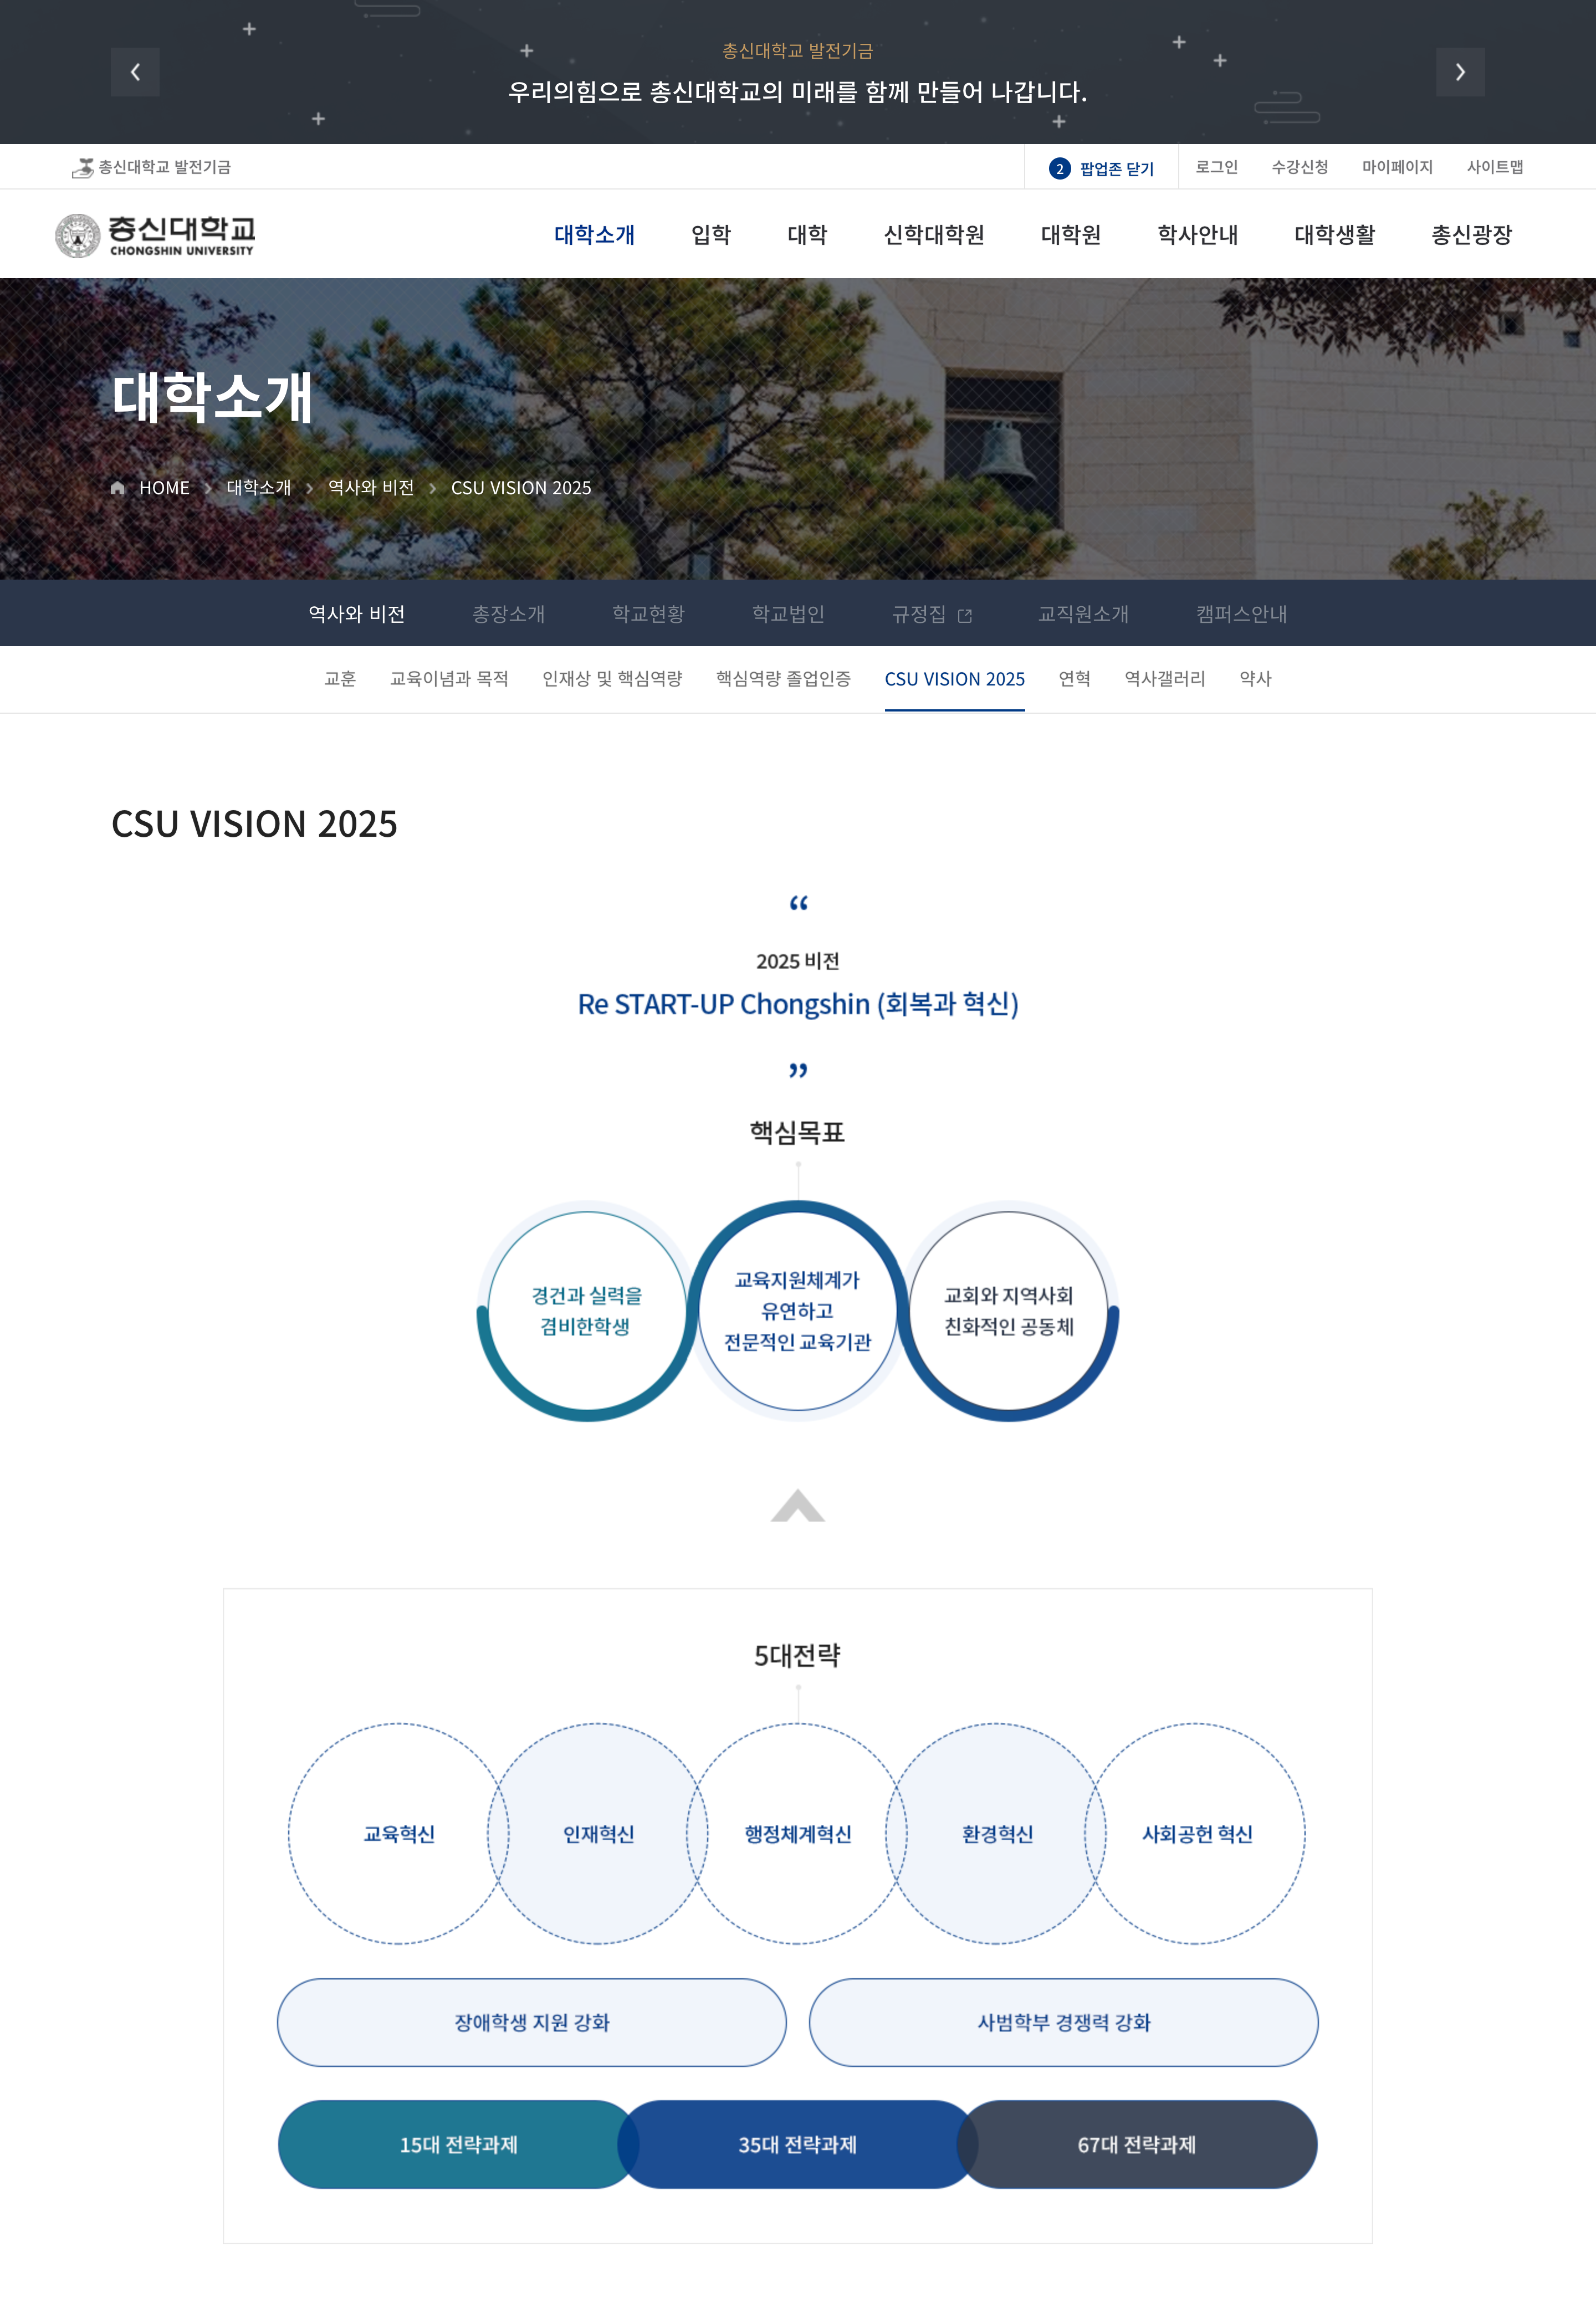 총신대학교 발전기금
우리의힘으로 총신대학교의 미래를 함께 만들어 나갑니다.
총신대학교 발전기금
2 팝업존 닫기 로그인 수강신청 마이페이지 사이트맵
총신대학교
CHONGSHIN UNIVERSITY
대학소개 입학 대학 신학대학원 대학원 학사안내 대학생활 총신광장
대학소개
HOME 대학소개 역사와 비전 CSU VISION 2025
역사와 비전 총장소개 학교현황 학교법인 규정집 교직원소개 캠퍼스안내
교훈 교육이념과 목적 인재상 및 핵심역량 핵심역량 졸업인증 CSU VISION 2025 연혁 역사갤러리 약사
CSU VISION 2025
“
2025 비전
Re START-UP Chongshin (회복과 혁신)
”
핵심목표
경건과 실력을
겸비한학생
교육지원체계가
유연하고
전문적인 교육기관
교회와 지역사회
친화적인 공동체
5대전략
교육혁신 인재혁신 행정체계혁신 환경혁신 사회공헌 혁신
장애학생 지원 강화 사범학부 경쟁력 강화
15대 전략과제 35대 전략과제 67대 전략과제